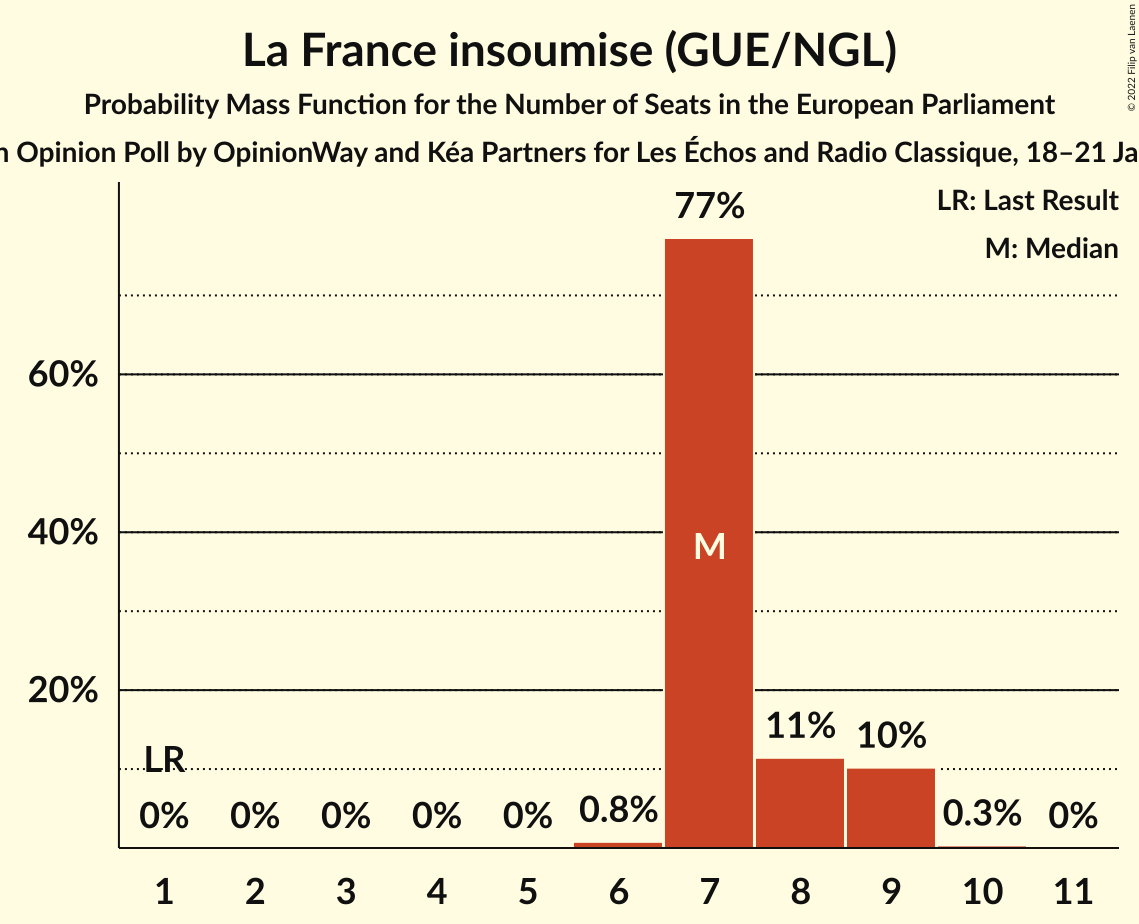 La France insoumise (GUE/NGL)
Probability Mass Function for the Number of Seats in the European Parliament
Opinion Poll by OpinionWay and Kéa Partners for Les Échos and Radio Classique, 18–21
© 2022 Filip van Laenen
LR: Last Result
M: Median
77%
60%
40%
M
20%
LR
11%
10%
0%
0%
0%
0%
0%
0.8%
0.3%
0%
1 2 3 4 5 6 7 8 9 10 11